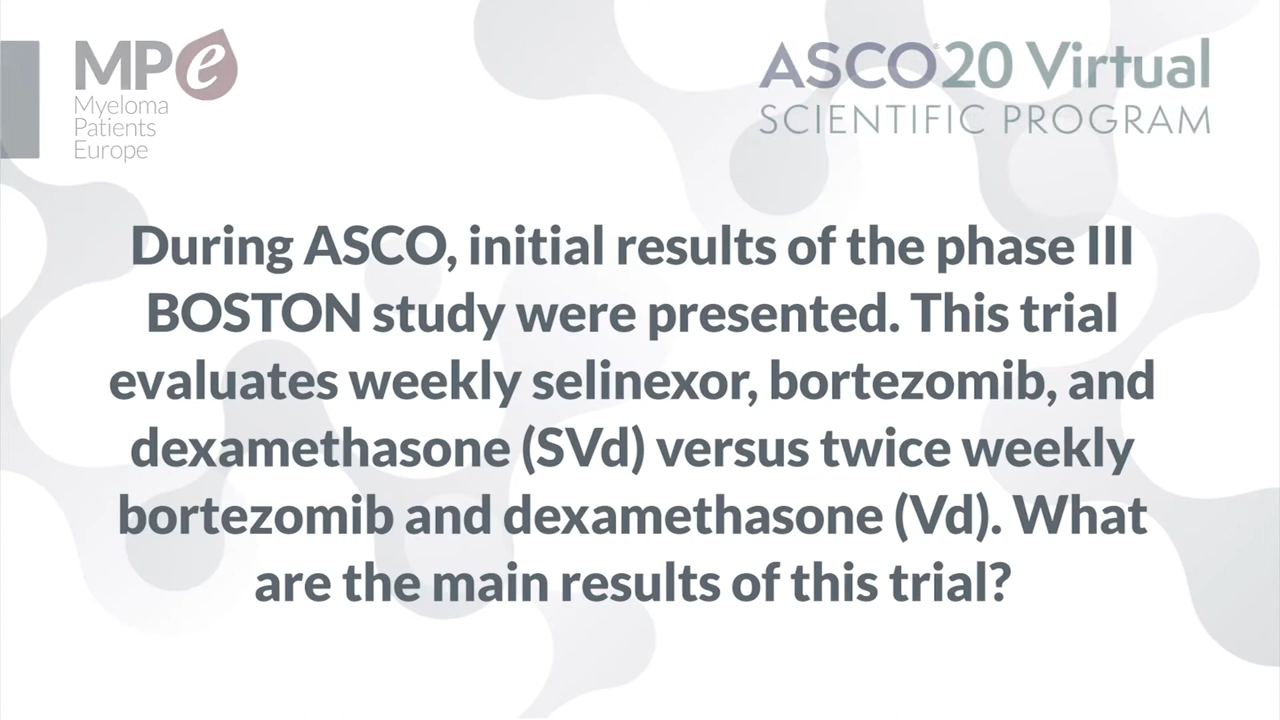 MPe
Myeloma
Patients
Europe
ASCO®20 Virtual
SCIENTIFIC PROGRAM
During ASCO, initial results of the phase III
BOSTON study were presented. This trial
evaluates weekly selinexor, bortezomib, and
dexamethasone (SVd) versus twice weekly
bortezomib and dexamethasone (Vd). What
are the main results of this trial?